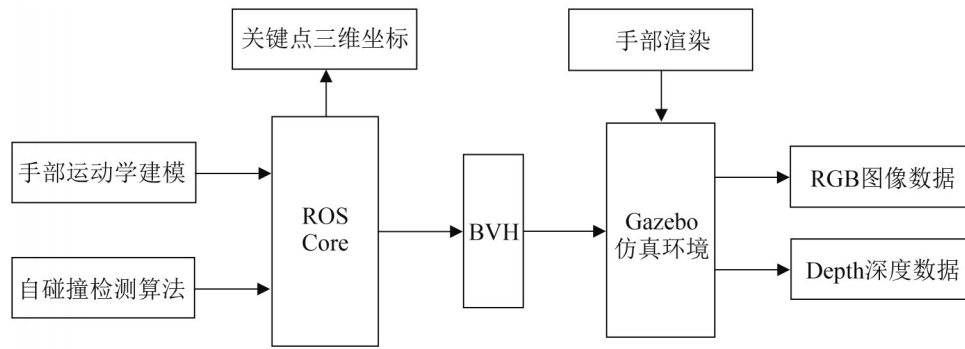 关键点三维坐标
手部渲染
手部运动学建模
自碰撞检测算法
ROS
Core
BVH
Gazebo
仿真环境
RGB图像数据
Depth深度数据